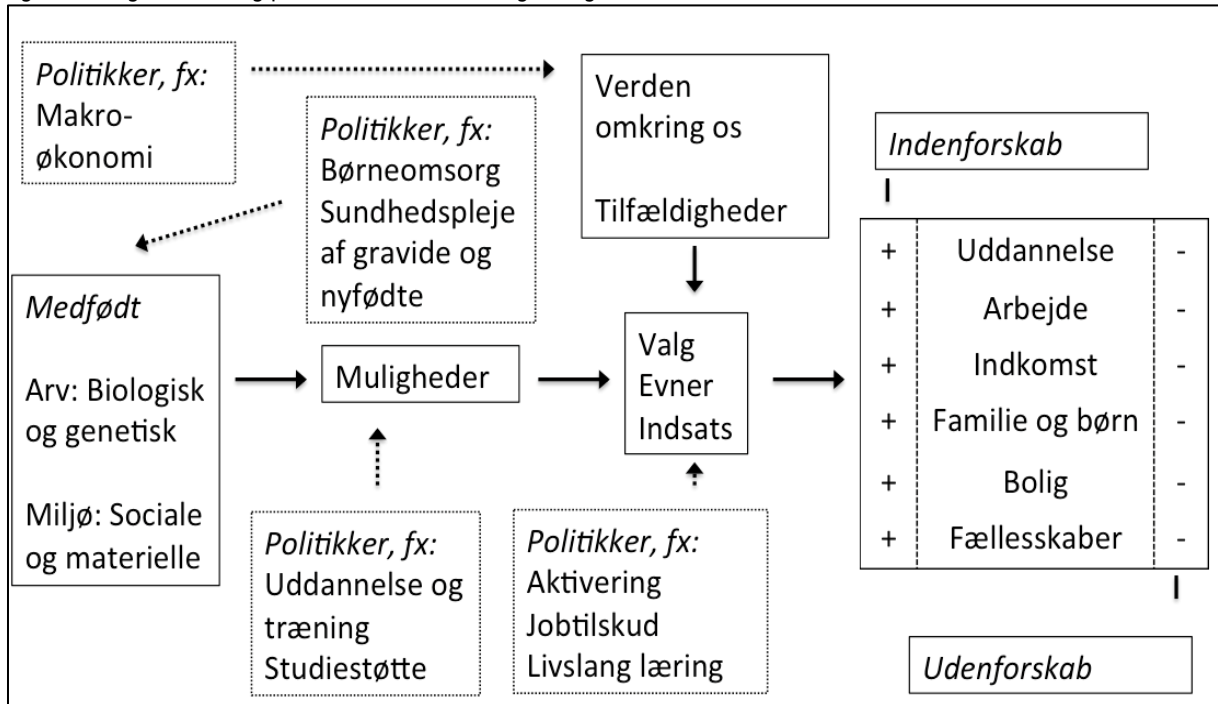 Politikker, fx:
Makro-
økonomi
Politikker, fx:
Børneomsorg
Sundhedspleje
af gravide og
nyfødte
Verden
omkring os
Tilfældigheder
Indenforskab
Medfødt
Arv: Biologisk
og genetisk
Miljø: Sociale
og materielle
Muligheder
Valg
Evner
Indsats
+ Uddannelse -
+ Arbejde -
+ Indkomst -
+ Familie og børn -
+ Bolig -
+ Fællesskaber -
Politikker, fx:
Uddannelse og
træning
Studiestøtte
Politikker, fx:
Aktivering
Jobtilskud
Livslang læring
Udenforskab